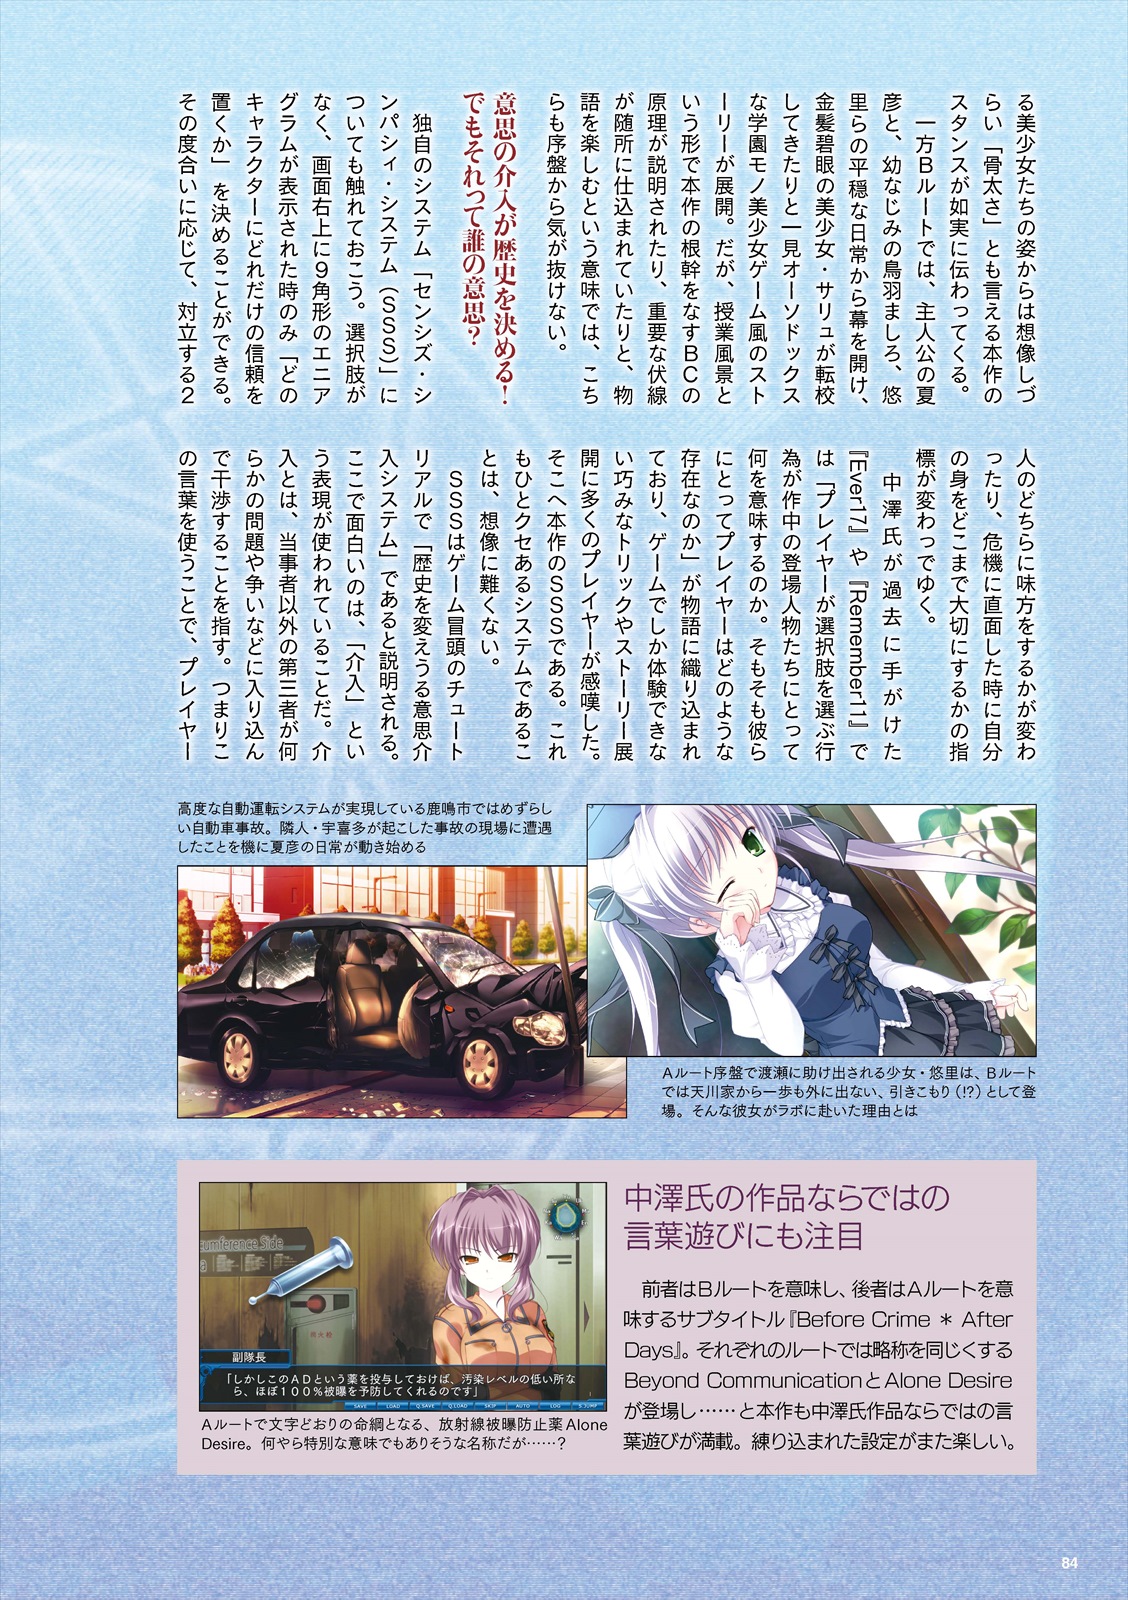 る美少女たちの姿からは想像しづ
らい「骨太さ」とも言える本作の
スタンスが如実に伝わってくる。
　一方Bルートでは、主人公の夏
彦と、幼なじみの鳥羽ましろ、悠
里らの平穏な日常から幕を開け、
金髪碧眼の美少女・サリュが転校
してきたりと一見オーソドックス
な学園モノ美少女ゲーム風のスト
ーリーが展開。だが、授業風景と
いう形で本作の根幹をなすBCの
原理が説明されたり、重要な伏線
が随所に仕込まれていたりと、物
語を楽しむという意味では、こち
らも序盤から気が抜けない。
意思の介入が歴史を決める！
でもそれって誰の意思？
　独自のシステム「センシズ・シ
ンパシィ・システム（SSS）」に
ついても触れておこう。選択肢が
なく、画面右上に９角形のエニア
グラムが表示された時のみ「どの
キャラクターにどれだけの信頼を
置くか」を決めることができる。
その度合いに応じて、対立する２
人のどちらに味方をするかが変わ
ったり、危機に直面した時に自分
の身をどこまで大切にするかの指
標が変わってゆく。
　中澤氏が過去に手がけた
『Ever17』や『Remember11』で
は「プレイヤーが選択肢を選ぶ行
為が作中の登場人物たちにとって
何を意味するのか。そもそも彼ら
にとってプレイヤーはどのような
存在なのか」が物語に織り込まれ
ており、ゲームでしか体験できな
い巧みなトリックやストーリー展
開に多くのプレイヤーが感嘆した。
そこへ本作のSSSである。これ
もひとクセあるシステムであるこ
とは、想像に難くない。
　SSSはゲーム冒頭のチュート
リアルで「歴史を変えうる意思介
入システム」であると説明される。
ここで面白いのは、「介入」とい
う表現が使われていることだ。介
入とは、当事者以外の第三者が何
らかの問題や争いなどに入り込ん
で干渉することを指す。つまりこ
の言葉を使うことで、プレイヤー
高度な自動運転システムが実現している鹿鳴市ではめずらし
い自動車事故。隣人・宇喜多が起こした事故の現場に遭遇
したことを機に夏彦の日常が動き始める
Aルート序盤で渡瀬に助け出される少女・悠里は、Bルート
では天川家から一歩も外に出ない、引きこもり（!?）として登
場。そんな彼女がラボに赴いた理由とは
中澤氏の作品ならではの
言葉遊びにも注目
　前者はBルートを意味し、後者はAルートを意
味するサブタイトル『Before Crime ＊ After
Days』。それぞれのルートでは略称を同じくする
Beyond CommunicationとAlone Desire
が登場し……と本作も中澤氏作品ならではの言
葉遊びが満載。練り込まれた設定がまた楽しい。
cumference Side
消火栓
副隊長
「しかしこのＡＤという薬を投与しておけば、汚染レベルの低い所な
ら、ほぼ１００％被曝を予防してくれるのです」
SAVE LOAD Q.SAVE Q.LOAD SKIP AUTO LOG S.JUMP
Aルートで文字どおりの命綱となる、放射線被曝防止薬Alone
Desire。何やら特別な意味でもありそうな名称だが……？
84